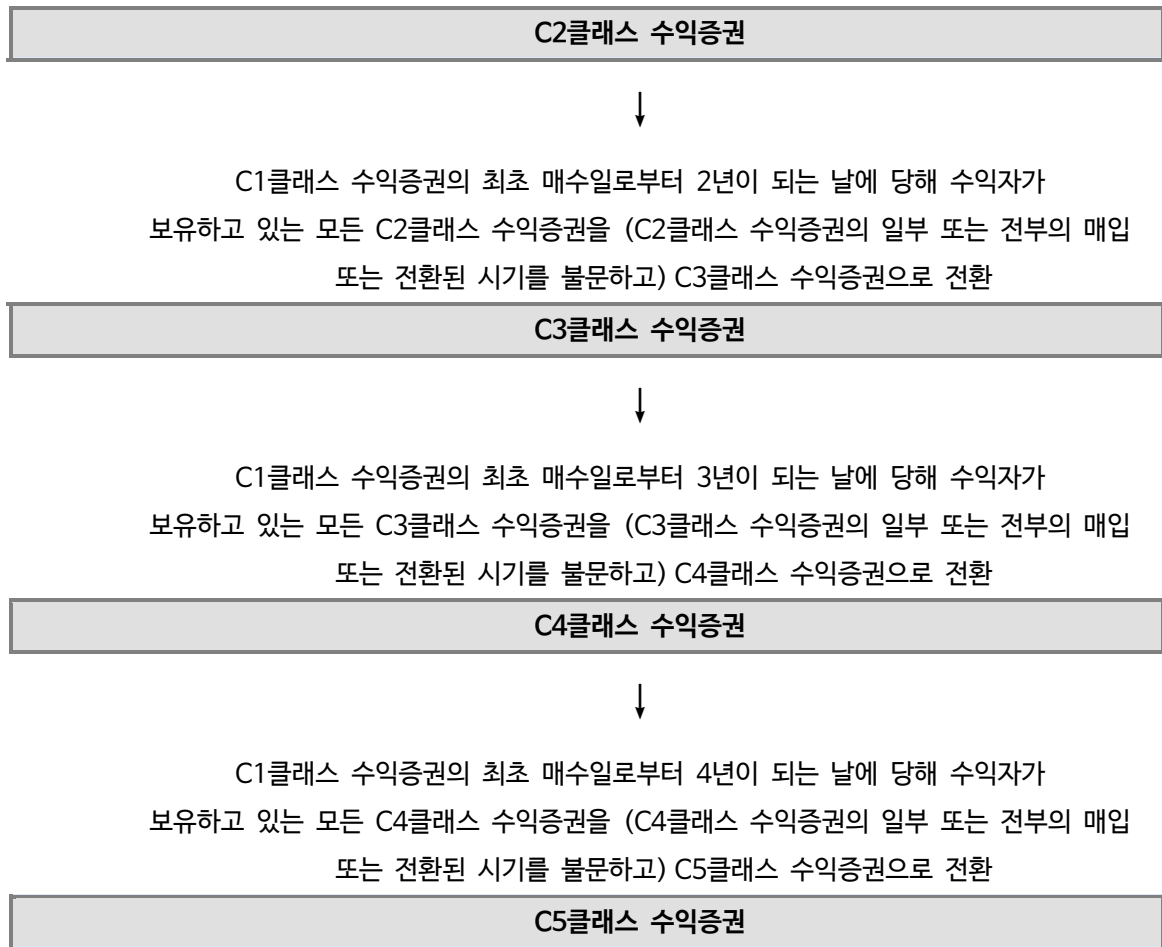 C2클래스 수익증권
↓
C1클래스 수익증권의 최초 매수일로부터 2년이 되는 날에 당해 수익자가
보유하고 있는 모든 C2클래스 수익증권을 (C2클래스 수익증권의 일부 또는 전부의 매입
또는 전환된 시기를 불문하고) C3클래스 수익증권으로 전환
C3클래스 수익증권
↓
C1클래스 수익증권의 최초 매수일로부터 3년이 되는 날에 당해 수익자가
보유하고 있는 모든 C3클래스 수익증권을 (C3클래스 수익증권의 일부 또는 전부의 매입
또는 전환된 시기를 불문하고) C4클래스 수익증권으로 전환
C4클래스 수익증권
↓
C1클래스 수익증권의 최초 매수일로부터 4년이 되는 날에 당해 수익자가
보유하고 있는 모든 C4클래스 수익증권을 (C4클래스 수익증권의 일부 또는 전부의 매입
또는 전환된 시기를 불문하고) C5클래스 수익증권으로 전환
C5클래스 수익증권